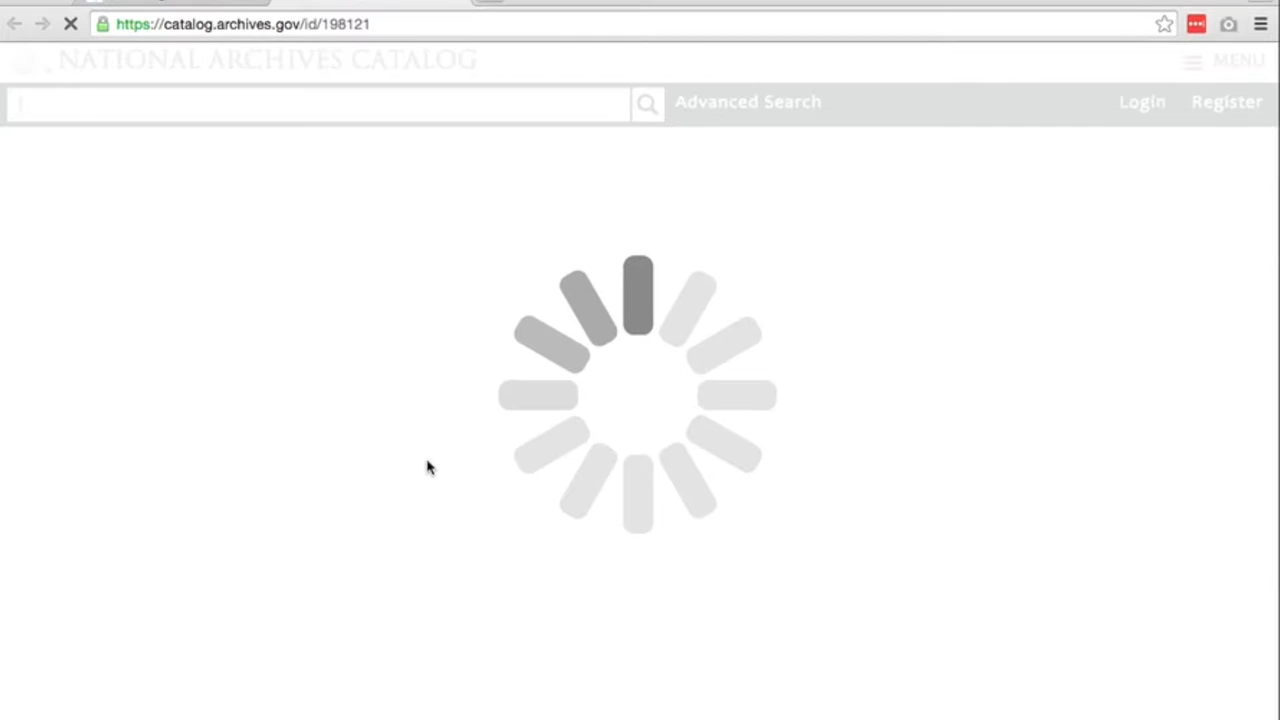 https://catalog.archives.gov/id/198121
NATIONAL ARCHIVES CATALOG
MENU
Advanced Search
Login
Register